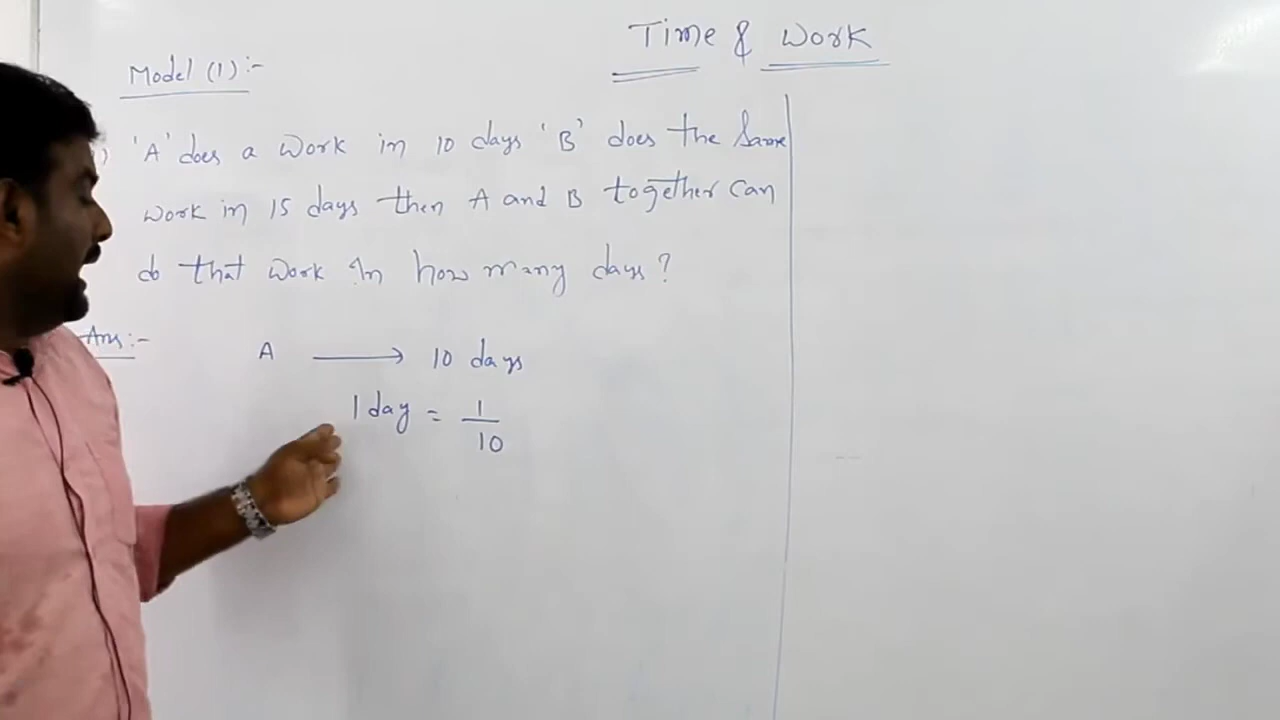 Time & Work
Model (1):-
) 'A' does a work in 10 days 'B' does the same
work in 15 days then A and B together can
do that work in how many days?
Ans:-
A → 10 days
1 day = 1/10